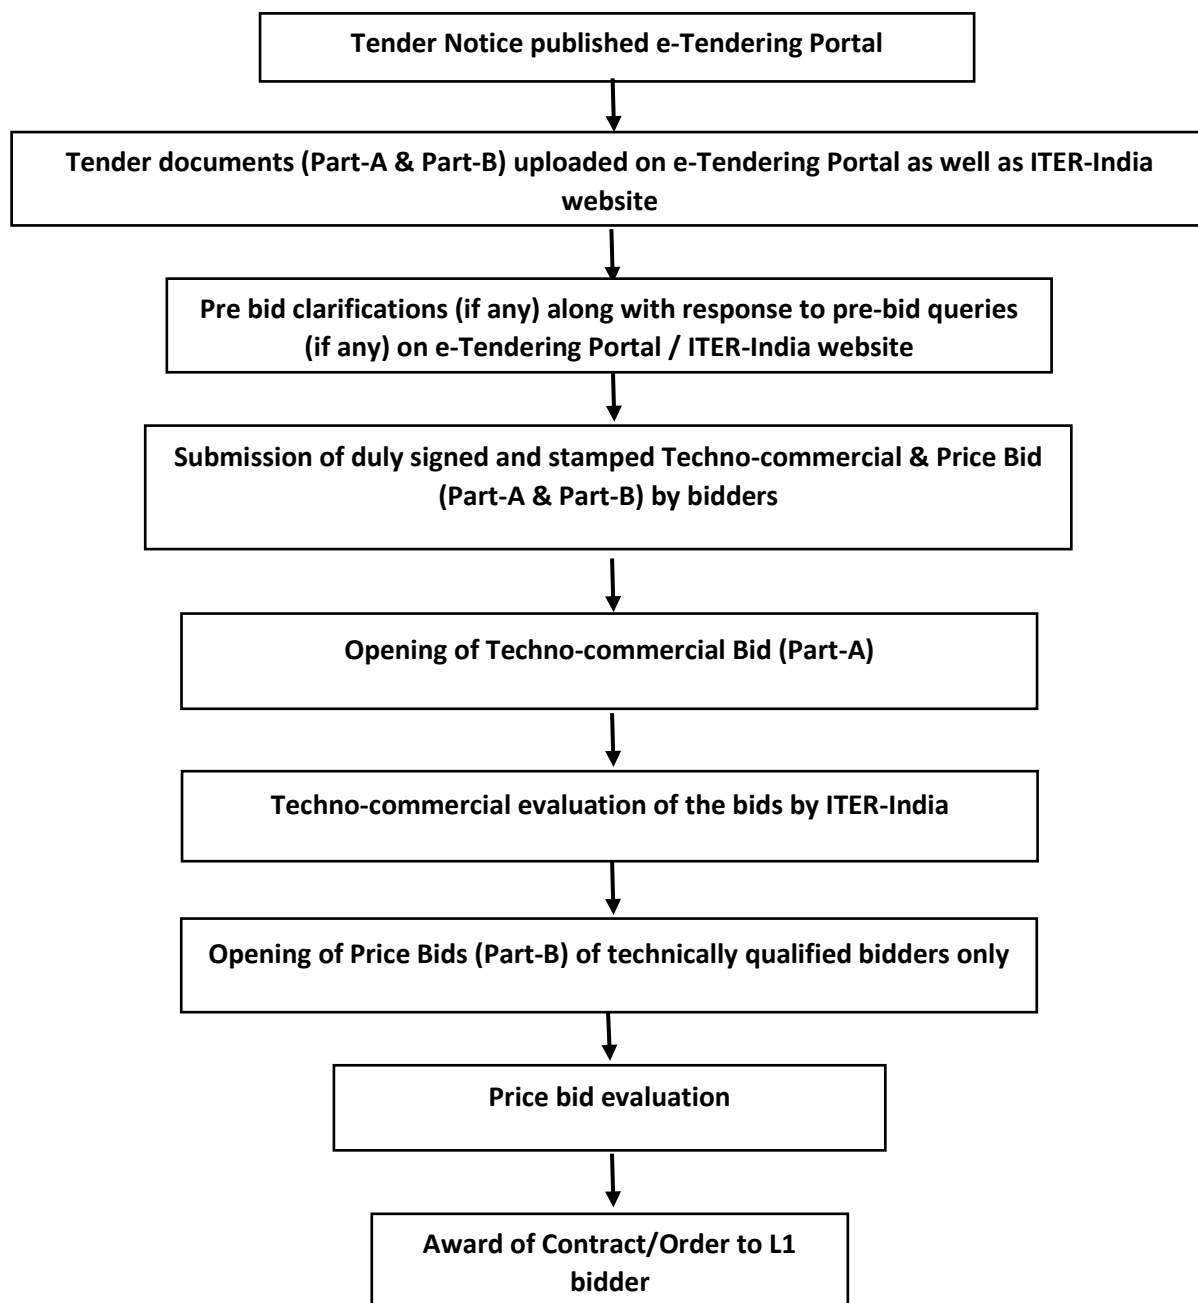 Tender Notice published e-Tendering Portal
Tender documents (Part-A & Part-B) uploaded on e-Tendering Portal as well as ITER-India
website
Pre bid clarifications (if any) along with response to pre-bid queries
(if any) on e-Tendering Portal / ITER-India website
Submission of duly signed and stamped Techno-commercial & Price Bid
(Part-A & Part-B) by bidders
Opening of Techno-commercial Bid (Part-A)
Techno-commercial evaluation of the bids by ITER-India
Opening of Price Bids (Part-B) of technically qualified bidders only
Price bid evaluation
Award of Contract/Order to L1
bidder